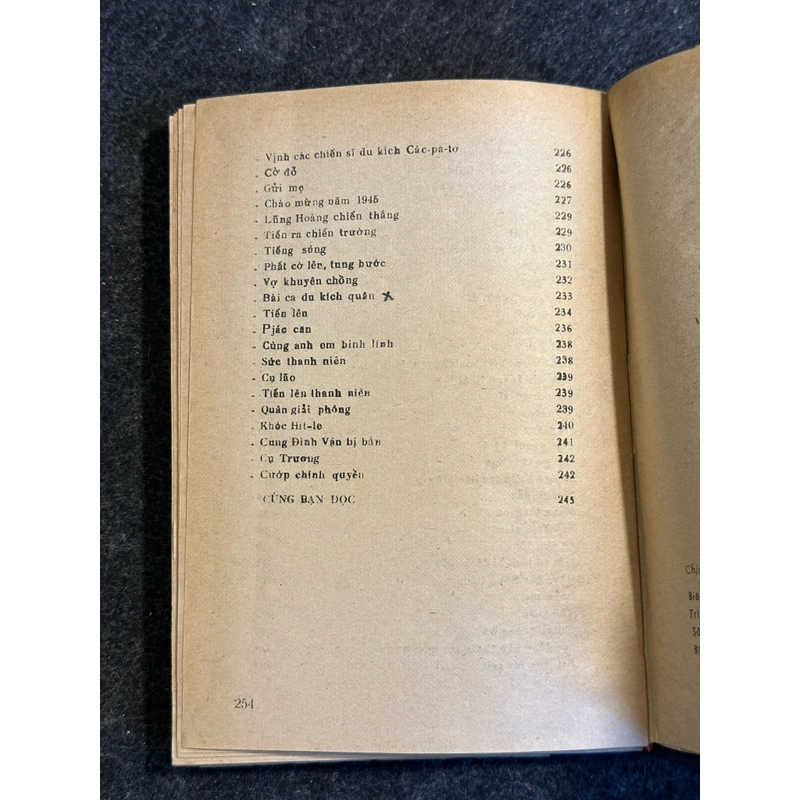 - Vịnh các chiến sĩ du kích Các-pa-tơ 226
- Cờ đỏ 226
- Gửi mẹ 226
- Chào mừng năm 1945 227
- Lũng Hoàng chiến thắng 229
- Tiến ra chiến trường 229
- Tiếng súng 230
- Phất cờ lên, tung bước 231
- Vợ khuyên chồng 232
- Bài ca du kích quân 233
- Tiến lên 234
- Pjác căn 236
- Cùng anh em binh lính 238
- Sức thanh niên 238
- Cụ lão 239
- Tiến lên thanh niên 239
- Quân giải phóng 239
- Khóc Hít-le 240
- Cung Đình Vận bị bắn 241
- Cụ Trương 242
- Cướp chính quyền 242
CÙNG BẠN ĐỌC 245
254